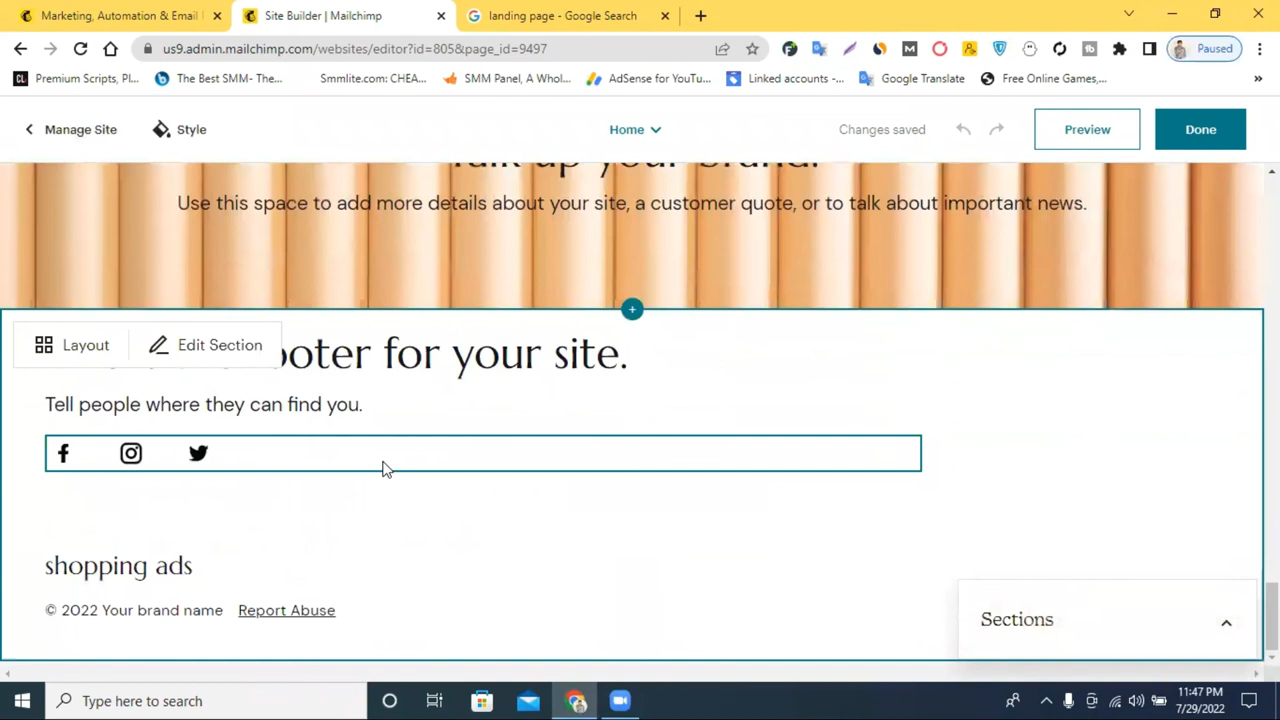 Marketing, Automation & Email
Site Builder | Mailchimp
landing page - Google Search
us9.admin.mailchimp.com/websites/editor?id=805&page_id=9497
Paused
Premium Scripts, Pl...
The Best SMM- The...
Smmlite.com: CHEA...
SMM Panel, A Whol...
AdSense for YouTu...
Linked accounts -...
Google Translate
Free Online Games,...
Manage Site
Style
Home
Changes saved
Preview
Done
Talk up your brand.
Use this space to add more details about your site, a customer quote, or to talk about important news.
Layout
Edit Section
ooter for your site.
Tell people where they can find you.
shopping ads
© 2022 Your brand name Report Abuse
Sections
Type here to search
11:47 PM
7/29/2022